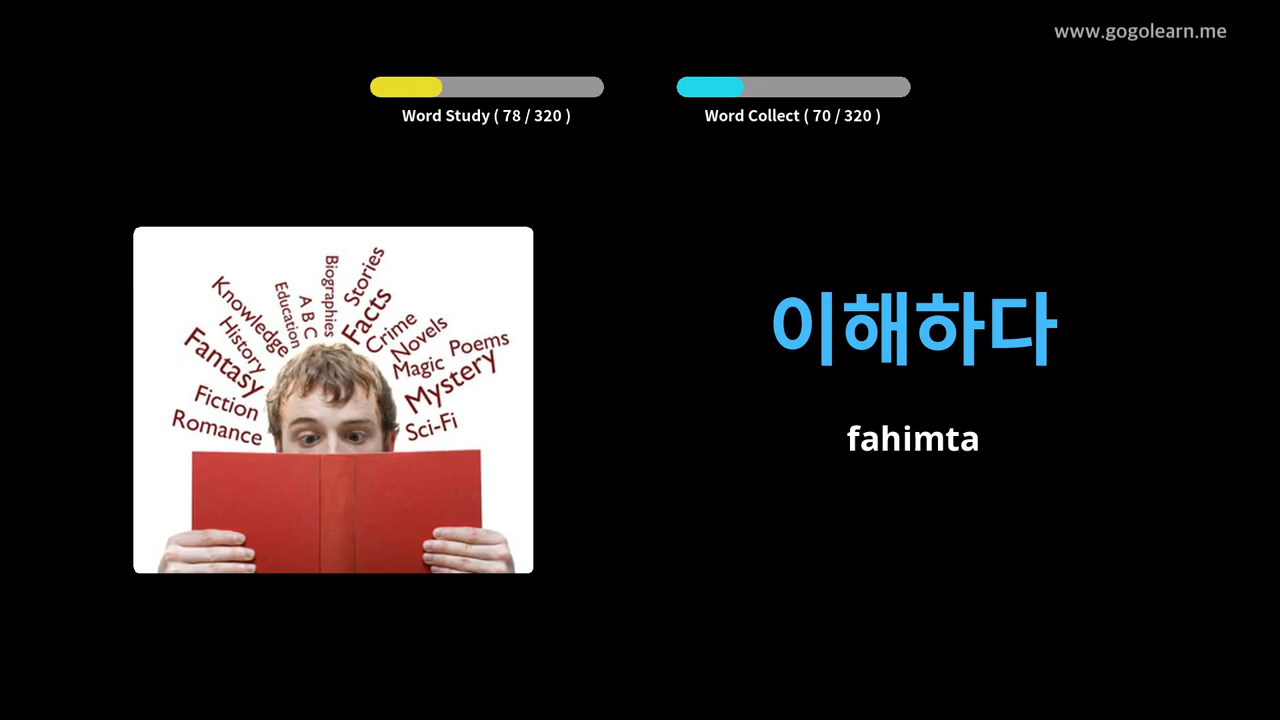 www.gogolearn.me
Word Study ( 78 / 320 )
Word Collect ( 70 / 320 )
Knowledge
History
Fantasy
Fiction
Romance
Education
A B C
Biographies
Stories
Facts
Crime
Novels
Magic
Poems
Mystery
Sci-Fi
이해하다
fahimta